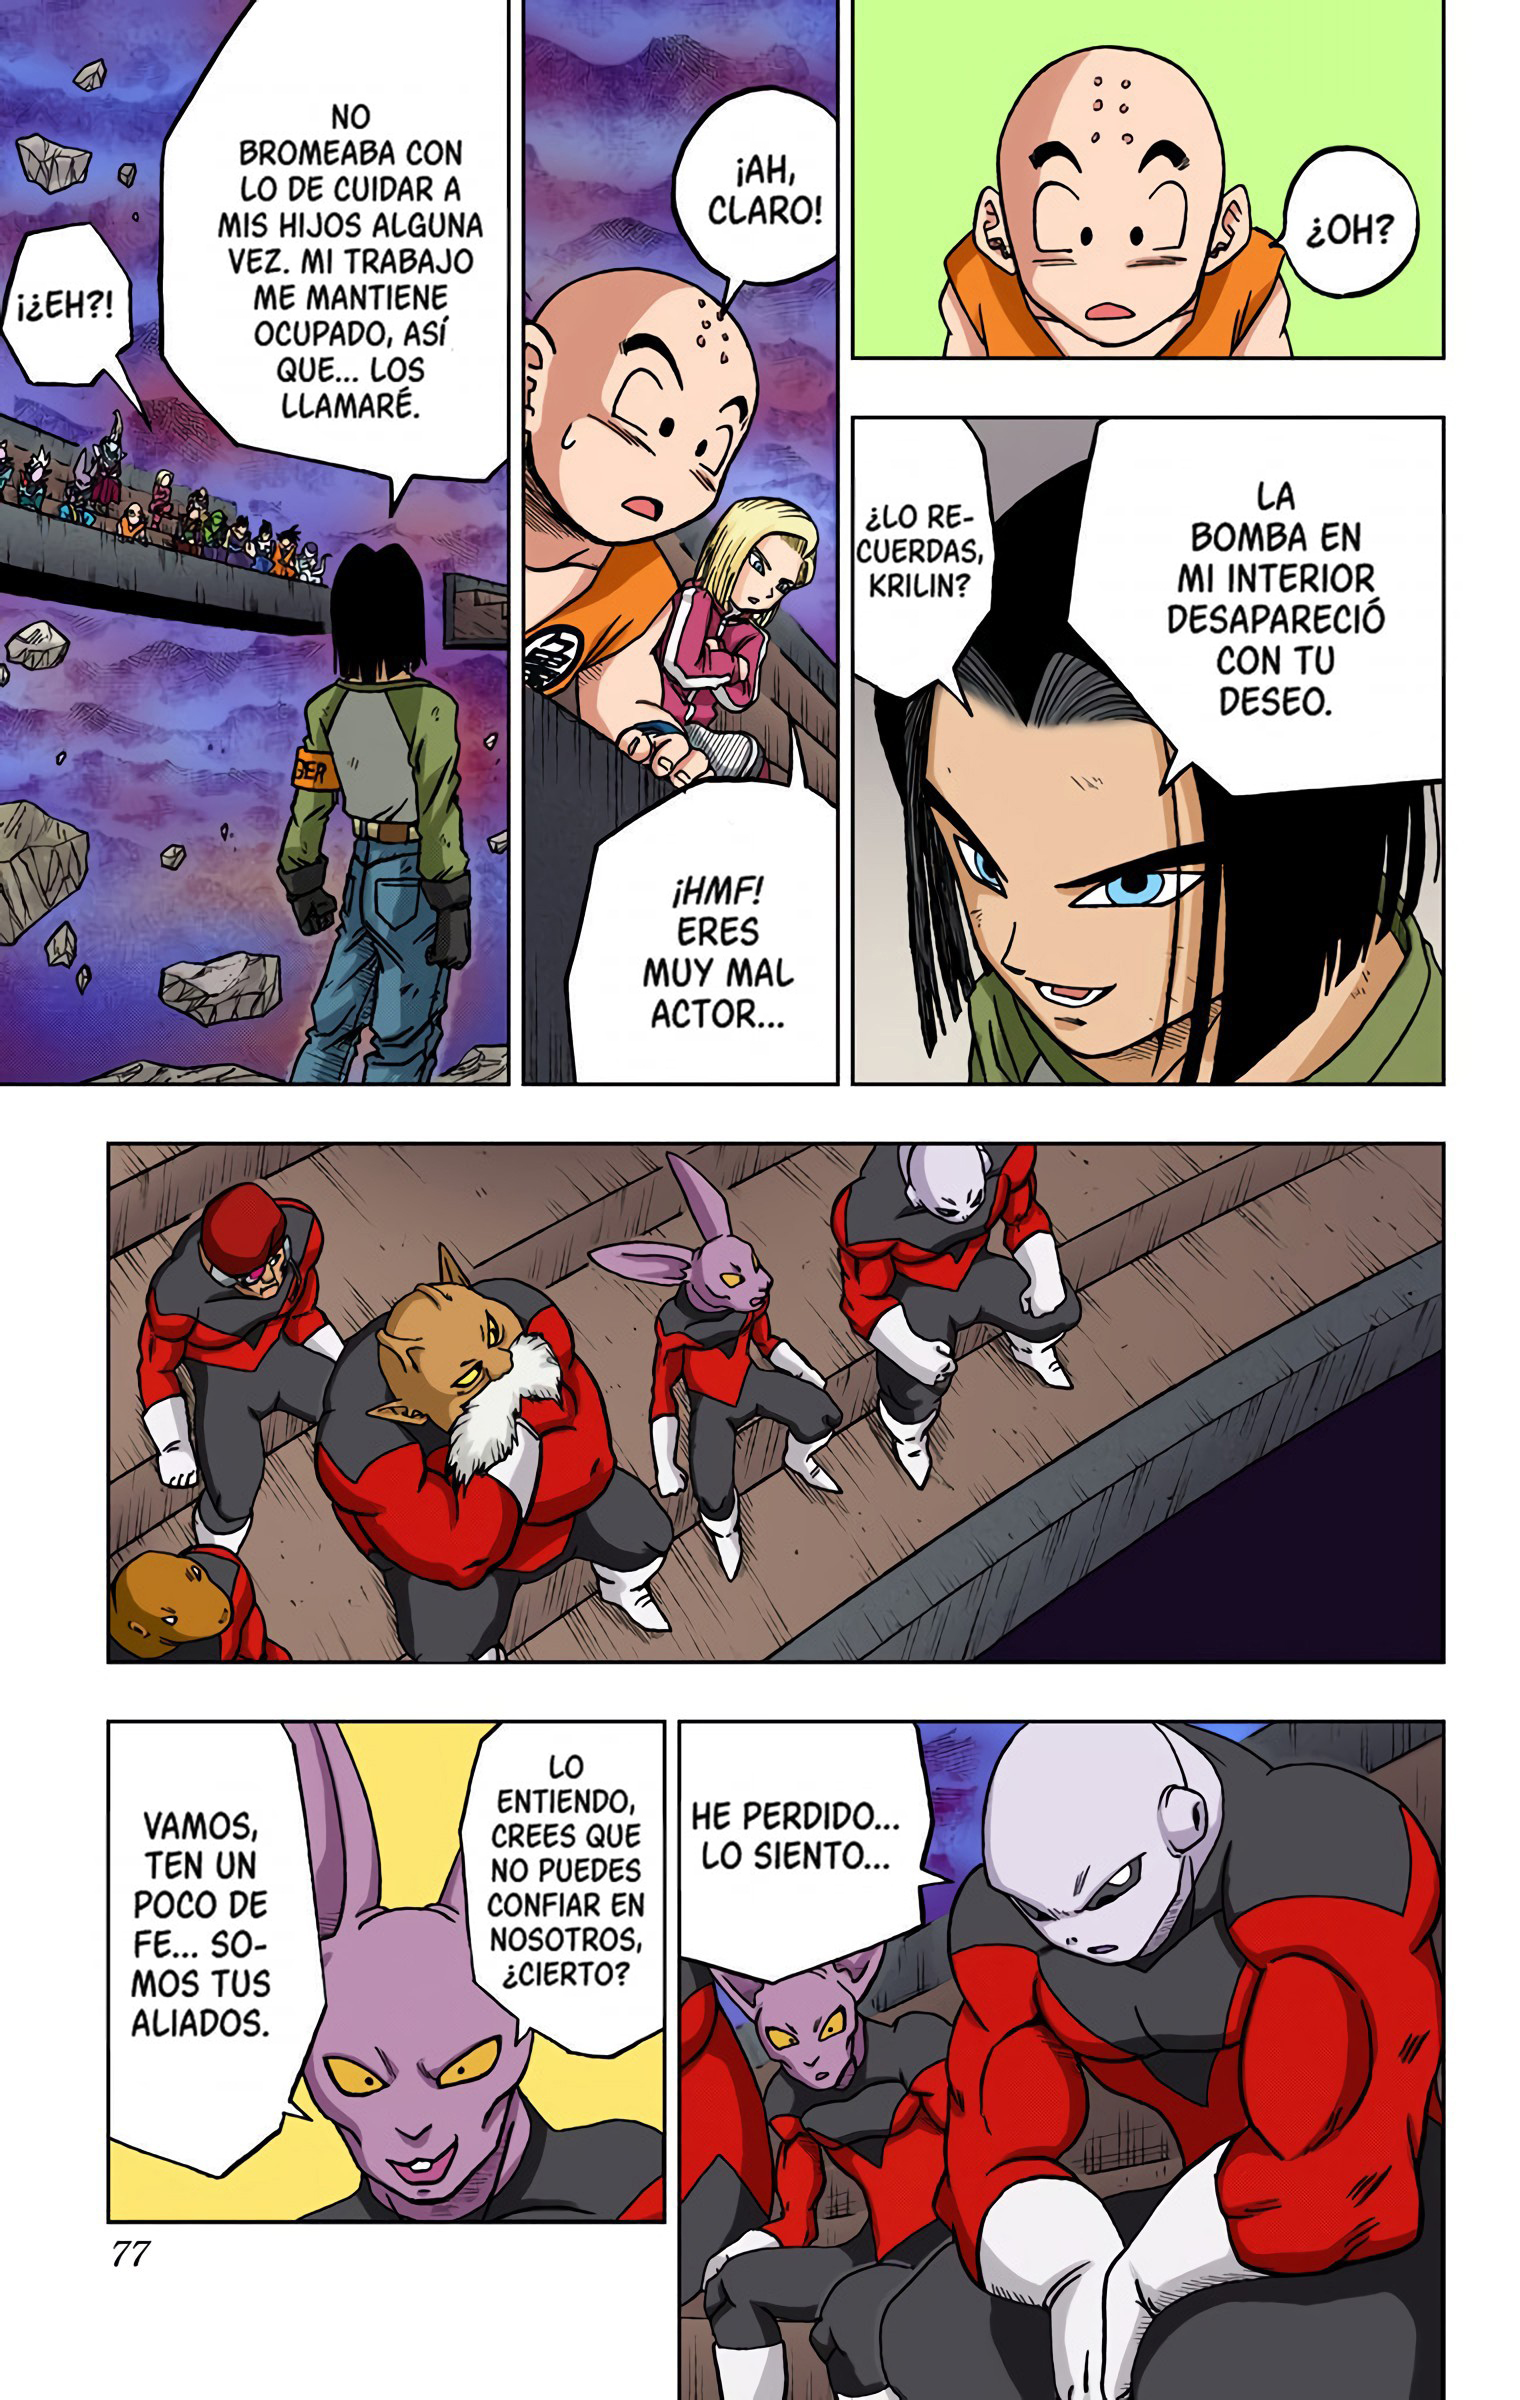 ¿OH?
LA
BOMBA EN
MI INTERIOR
DESAPARECIÓ
CON TU
DESEO.
¿LO RE-
CUERDAS,
KRILIN?
¡AH,
CLARO!
¡HMF!
ERES
MUY MAL
ACTOR...
NO
BROMEABA CON
LO DE CUIDAR A
MIS HIJOS ALGUNA
VEZ. MI TRABAJO
ME MANTIENE
OCUPADO, ASÍ
QUE... LOS
LLAMARÉ.
¡¿EH?!
GER
HE PERDIDO...
LO SIENTO...
LO
ENTIENDO,
CREES QUE
NO PUEDES
CONFIAR EN
NOSOTROS,
¿CIERTO?
VAMOS,
TEN UN
POCO DE
FE... SO-
MOS TUS
ALIADOS.
77